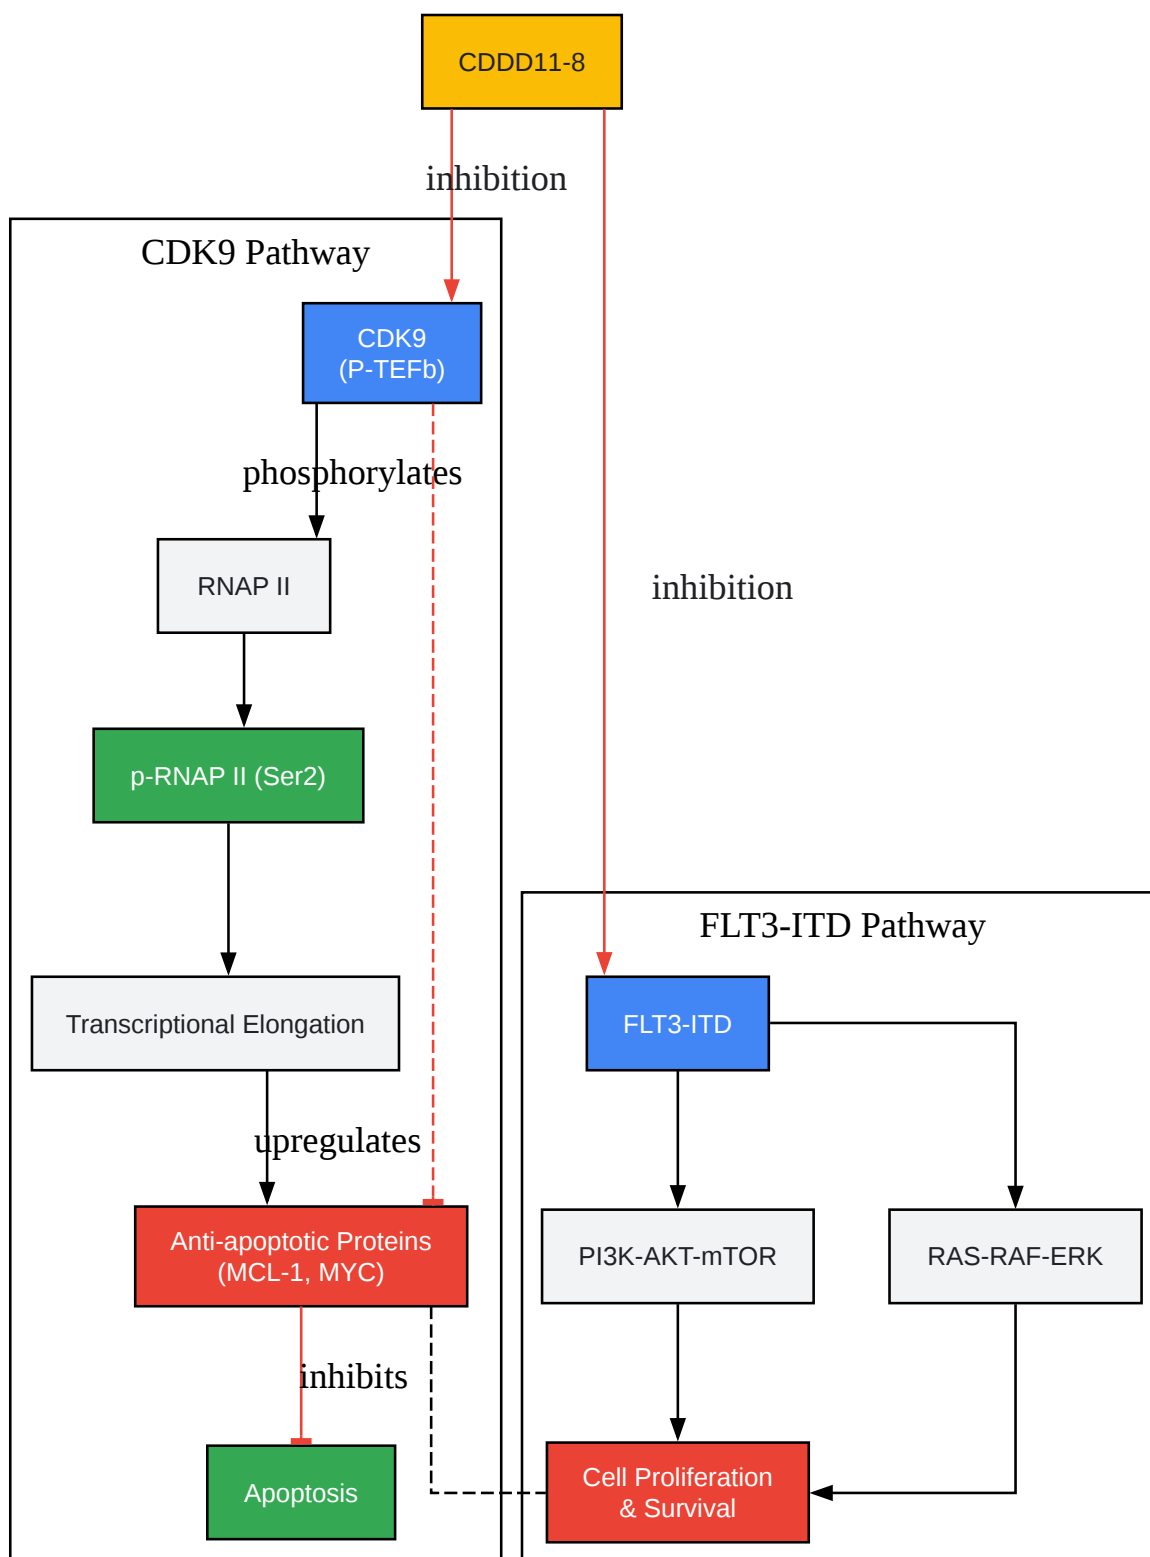 CDDD11-8
inhibition
CDK9 Pathway
CDK9
(P-TEFb)
phosphorylates
RNAP II
inhibition
p-RNAP II (Ser2)
FLT3-ITD Pathway
Transcriptional Elongation
FLT3-ITD
upregulates
Anti-apoptotic Proteins
(MCL-1, MYC)
PI3K-AKT-mTOR
RAS-RAF-ERK
inhibits
Apoptosis
Cell Proliferation
& Survival